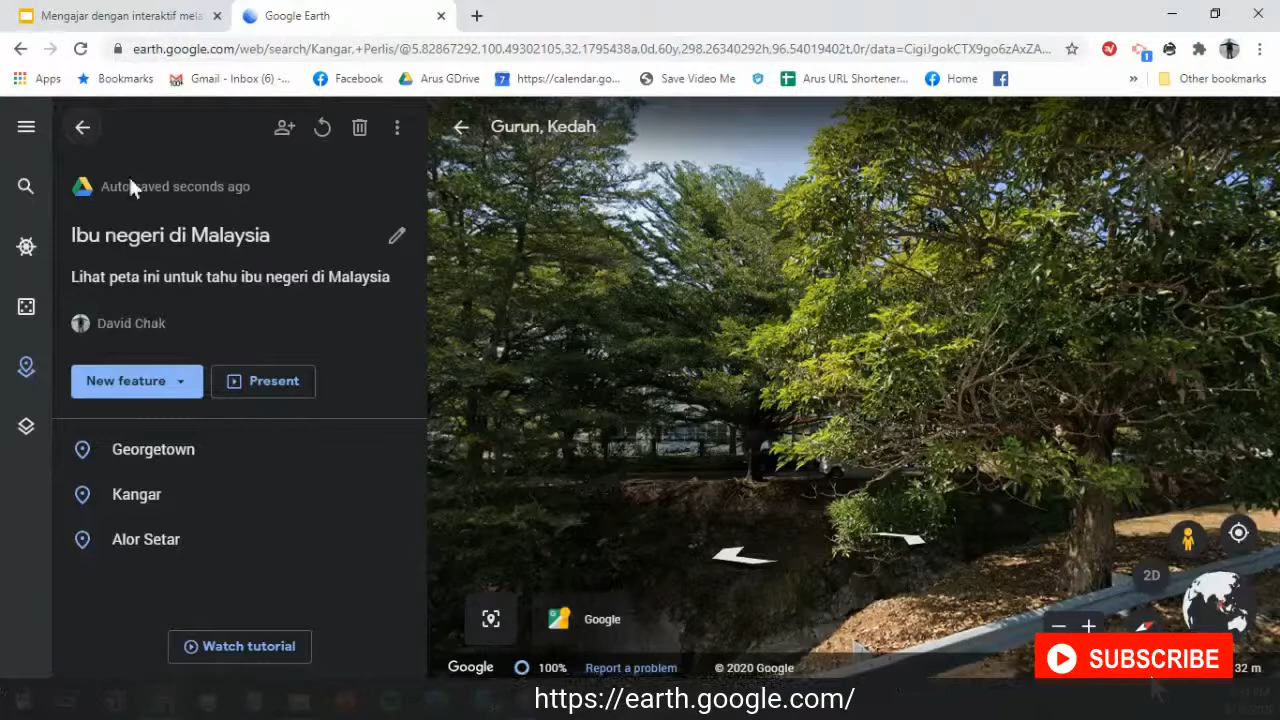 Mengajar dengan interaktif mela
Google Earth
earth.google.com/web/search/Kangar,+Perlis/@5.82867292,100.49302105,32.1795438a,0d,60y,298.26340292h,96.54019402t,0r/data=CigiJgokCTX9go6zAxZA...
Apps
Bookmarks
Gmail - Inbox (6) -...
Facebook
Arus GDrive
https://calendar.go...
Save Video Me
Arus URL Shortener...
Home
Other bookmarks
Gurun, Kedah
Autosaved seconds ago
Ibu negeri di Malaysia
Lihat peta ini untuk tahu ibu negeri di Malaysia
David Chak
New feature
Present
Georgetown
Kangar
Alor Setar
Watch tutorial
2D
Google
Google
100%
Report a problem
© 2020 Google
32 m
SUBSCRIBE
https://earth.google.com/